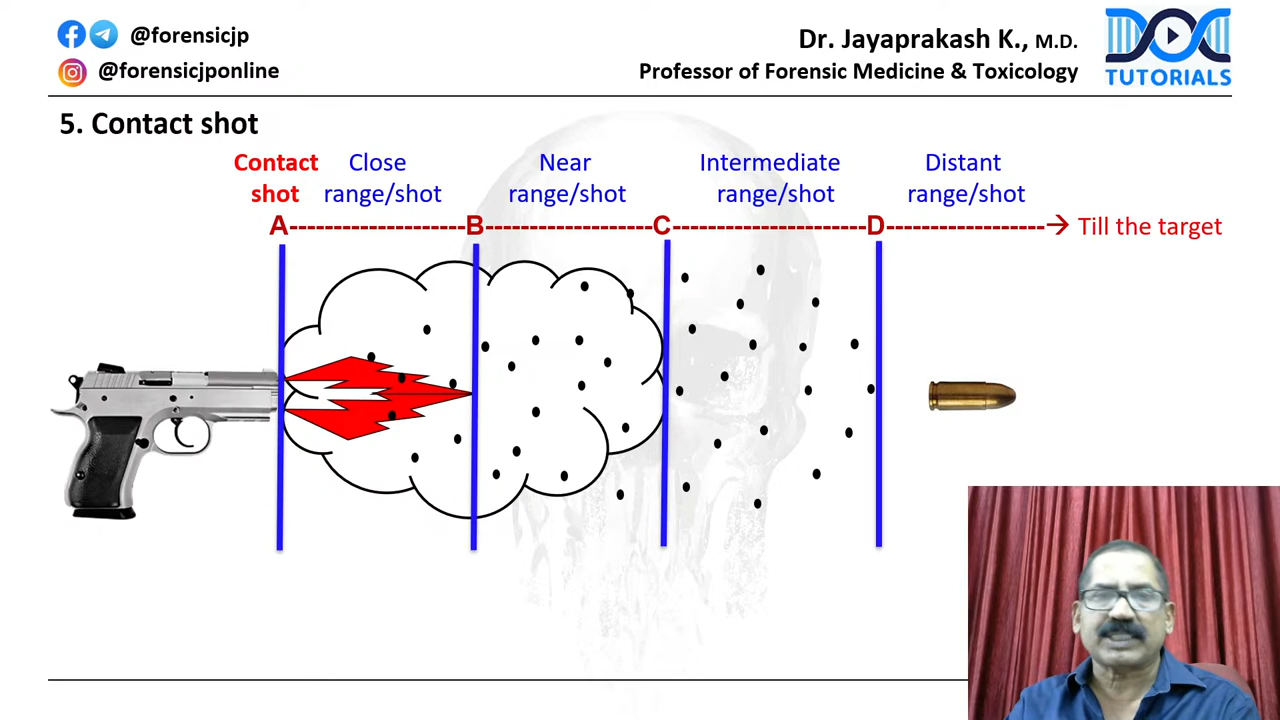 @forensicjp
@forensicjponline
Dr. Jayaprakash K., M.D.
Professor of Forensic Medicine & Toxicology
TUTORIALS
5. Contact shot
Contact shot
Close range/shot
Near range/shot
Intermediate range/shot
Distant range/shot
A
B
C
D
Till the target